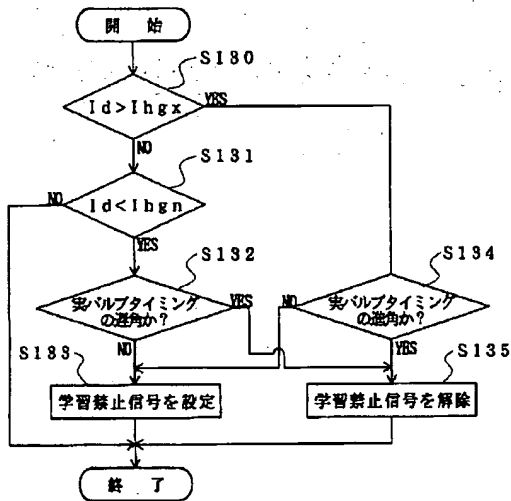 開 始
S130
Id>Ihgx
YES
NO
S131
NO
Id<Ihgn
YES
S132
S134
実バルブタイミング
の遅角か?
YES
NO
実バルブタイミング
の進角か?
NO
YES
S133
S135
学習禁止信号を設定
学習禁止信号を解除
終 了